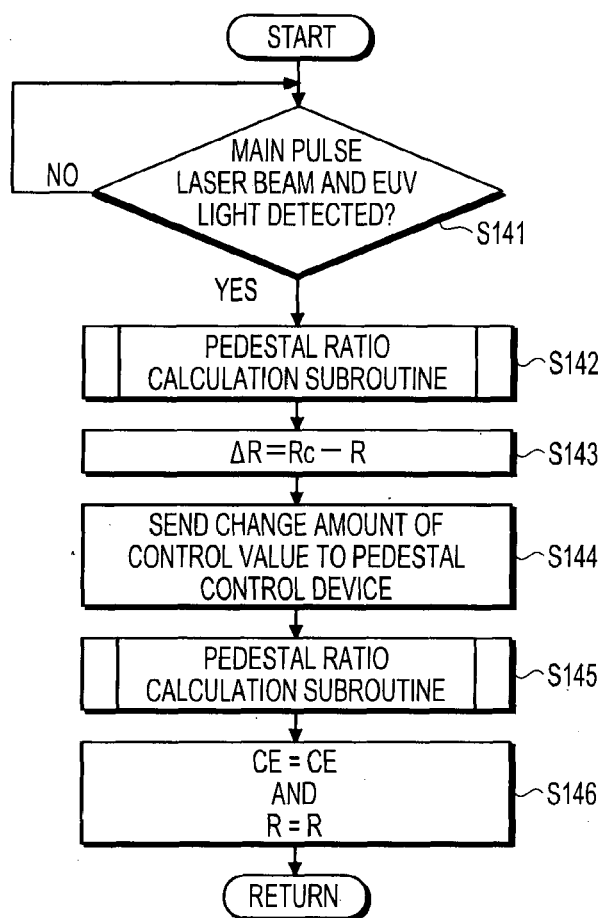 START
MAIN PULSE
LASER BEAM AND EUV
LIGHT DETECTED?
NO
S141
YES
PEDESTAL RATIO
CALCULATION SUBROUTINE
S142
ΔR=Rc − R
S143
SEND CHANGE AMOUNT OF
CONTROL VALUE TO PEDESTAL
CONTROL DEVICE
S144
PEDESTAL RATIO
CALCULATION SUBROUTINE
S145
CE = CE
AND
R = R
S146
RETURN